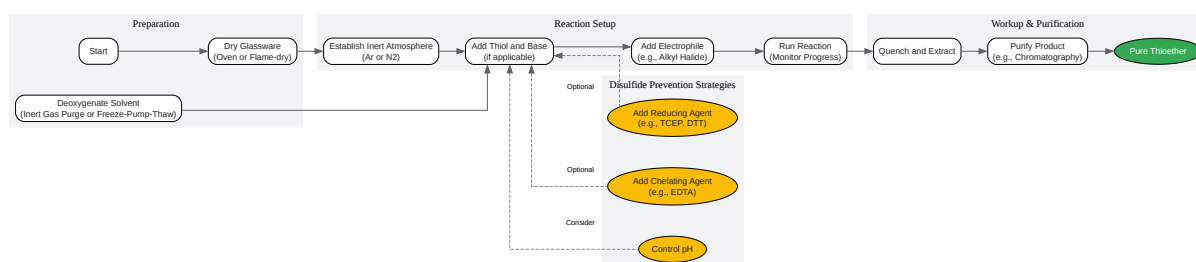 Preparation
Reaction Setup
Workup & Purification
Start
Dry Glassware
(Oven or Flame-dry)
Establish Inert Atmosphere
(Ar or N2)
Add Thiol and Base
(if applicable)
Add Electrophile
(e.g., Alkyl Halide)
Run Reaction
(Monitor Progress)
Quench and Extract
Purify Product
(e.g., Chromatography)
Pure Thioether
Deoxygenate Solvent
(Inert Gas Purge or Freeze-Pump-Thaw)
Optional
Disulfide Prevention Strategies
Add Reducing Agent
(e.g., TCEP, DTT)
Optional
Add Chelating Agent
(e.g., EDTA)
Consider
Control pH